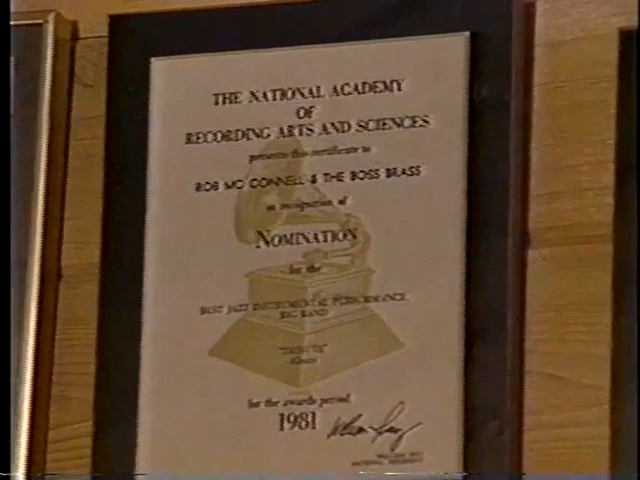 THE NATIONAL ACADEMY
OF
RECORDING ARTS AND SCIENCES
presents this certificate to
ROB MC CONNELL & THE BOSS BRASS
in recognition of
NOMINATION
for the
BEST JAZZ INSTRUMENTAL PERFORMANCE
BIG BAND
"TRIBUTE"
Album
for the awards period
1981